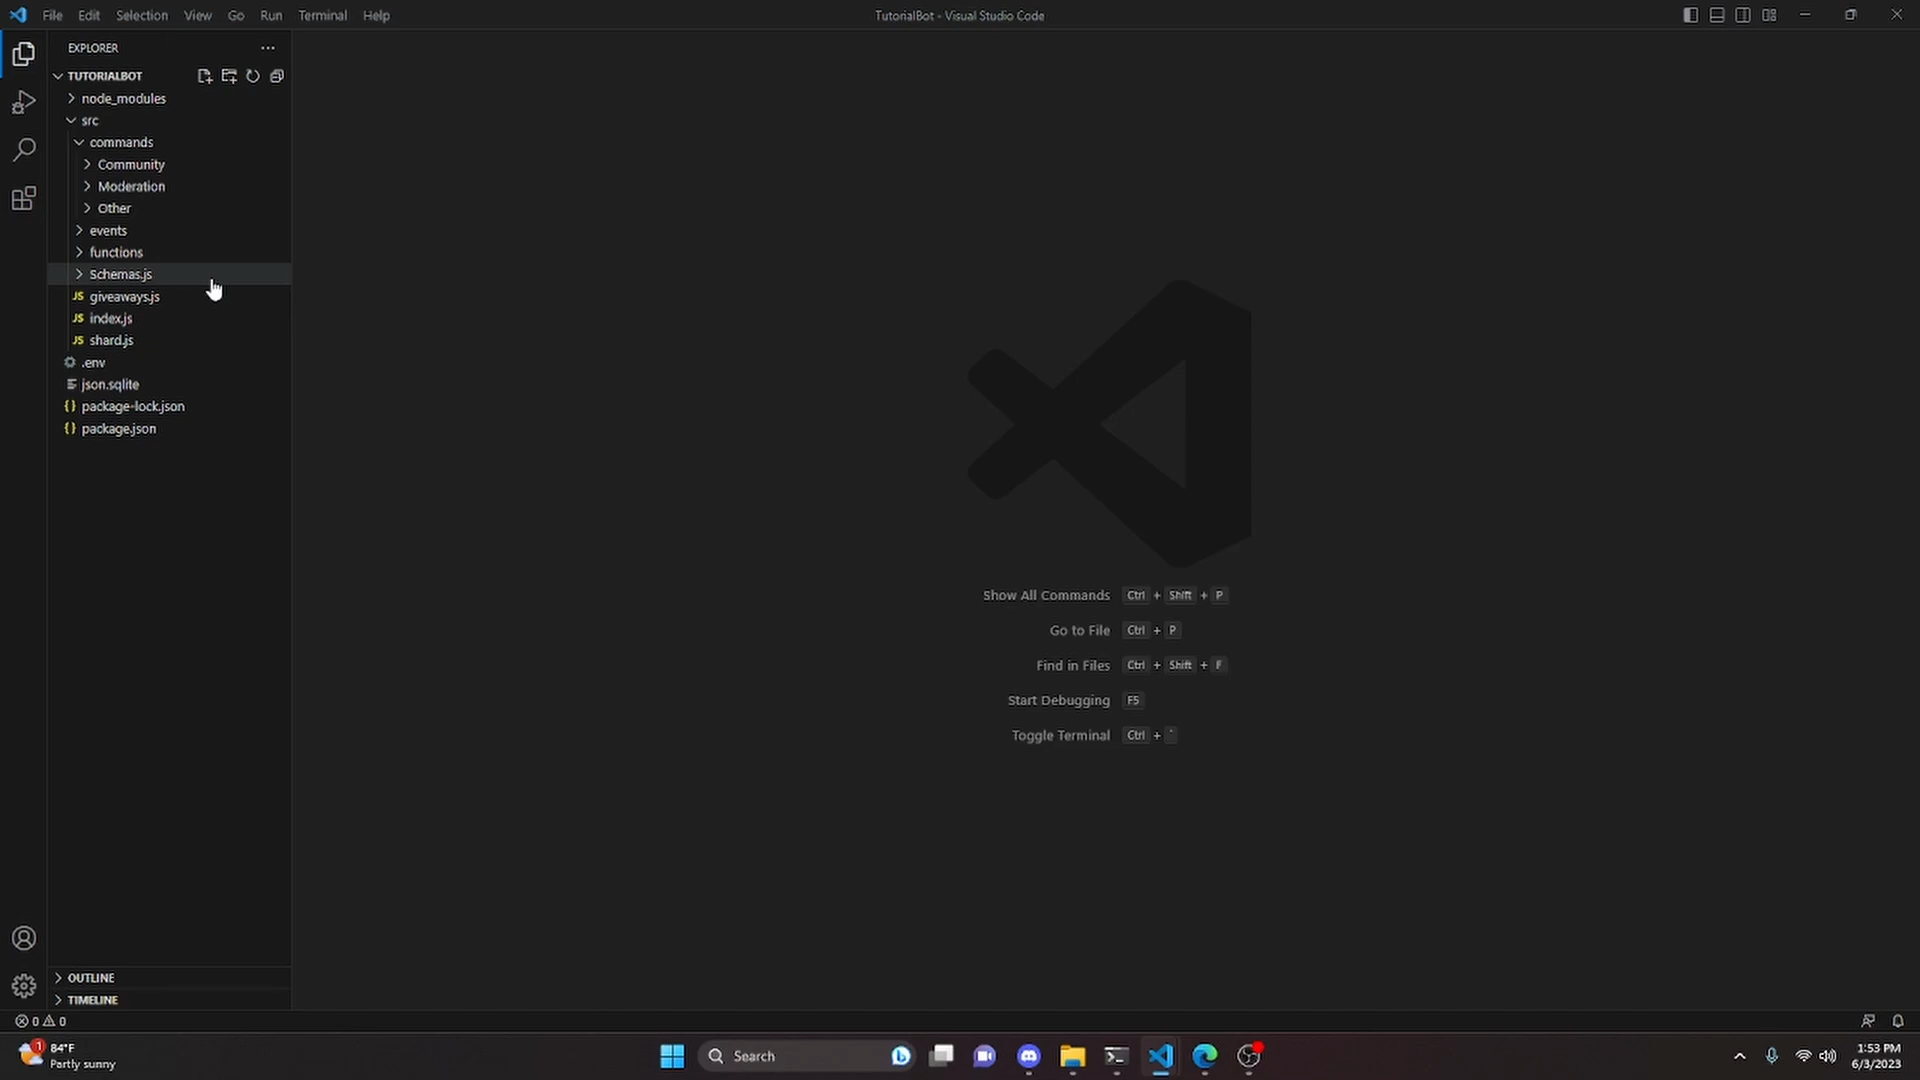 File Edit Selection View Go Run Terminal Help
TutorialBot - Visual Studio Code
EXPLORER
TUTORIALBOT
node_modules
src
commands
Community
Moderation
Other
events
functions
Schemas.js
JS giveaways.js
JS index.js
JS shard.js
.env
json.sqlite
{} package-lock.json
{} package.json
Show All Commands Ctrl + Shift + P
Go to File Ctrl + P
Find in Files Ctrl + Shift + F
Start Debugging F5
Toggle Terminal Ctrl + `
OUTLINE
TIMELINE
0 0
1
84°F
Partly sunny
Search
1:53 PM
6/3/2023